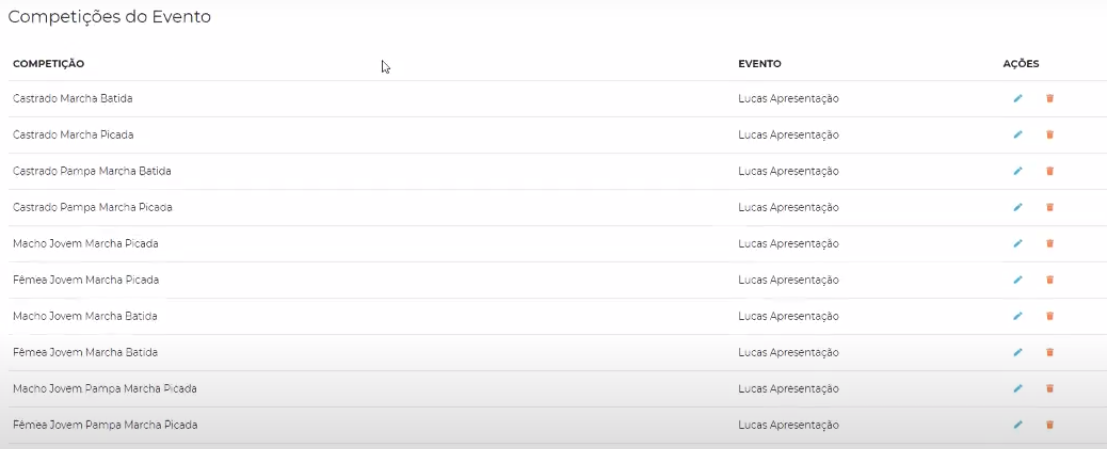 Competições do Evento
COMPETIÇÃO EVENTO AÇÕES
Castrado Marcha Batida Lucas Apresentação
Castrado Marcha Picada Lucas Apresentação
Castrado Pampa Marcha Batida Lucas Apresentação
Castrado Pampa Marcha Picada Lucas Apresentação
Macho Jovem Marcha Picada Lucas Apresentação
Fêmea Jovem Marcha Picada Lucas Apresentação
Macho Jovem Marcha Batida Lucas Apresentação
Fêmea Jovem Marcha Batida Lucas Apresentação
Macho Jovem Pampa Marcha Picada Lucas Apresentação
Fêmea Jovem Pampa Marcha Picada Lucas Apresentação